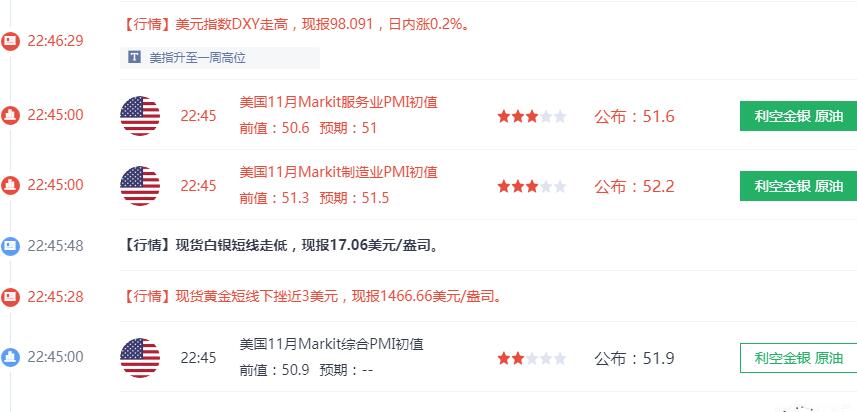 【行情】美元指数DXY走高，现报98.091，日内涨0.2%。
22:46:29
T 美指升至一周高位
美国11月Markit服务业PMI初值
22:45:00 22:45 公布：51.6 利空金银 原油
前值：50.6 预期：51
美国11月Markit制造业PMI初值
22:45:00 22:45 公布：52.2 利空金银 原油
前值：51.3 预期：51.5
22:45:48 【行情】现货白银短线走低，现报17.06美元/盎司。
22:45:28 【行情】现货黄金短线下挫近3美元，现报1466.66美元/盎司。
美国11月Markit综合PMI初值
22:45:00 22:45 公布：51.9 利空金银 原油
前值：50.9 预期：--